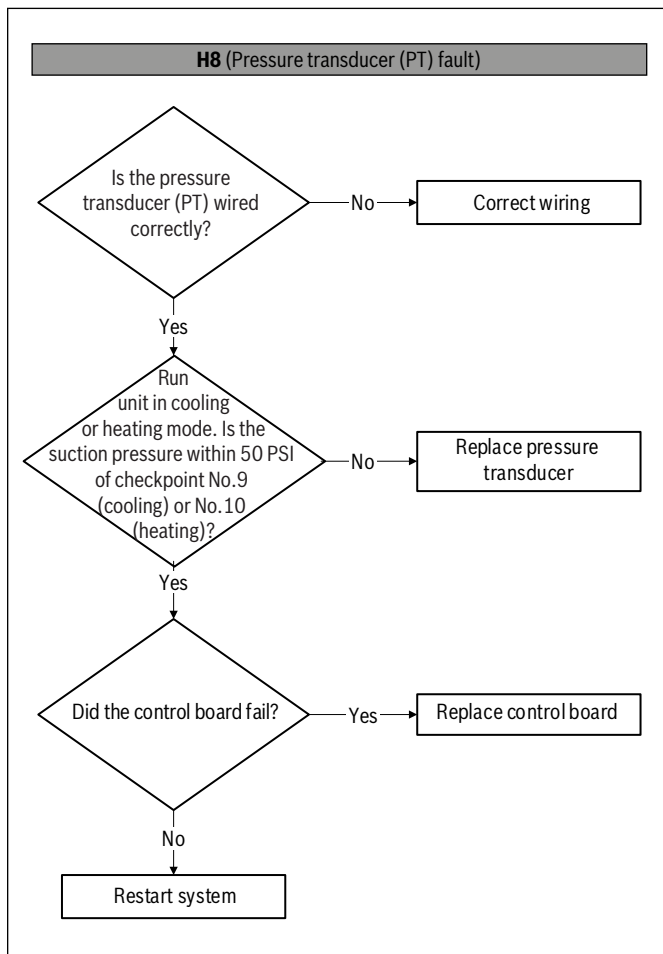 H8 (Pressure transducer (PT) fault)
Is the pressure
transducer (PT) wired
correctly?
No
Correct wiring
Yes
Run
unit in cooling
or heating mode. Is the
suction pressure within 50 PSI
of checkpoint No.9
(cooling) or No.10
(heating)?
No
Replace pressure
transducer
Yes
Did the control board fail?
Yes
Replace control board
No
Restart system